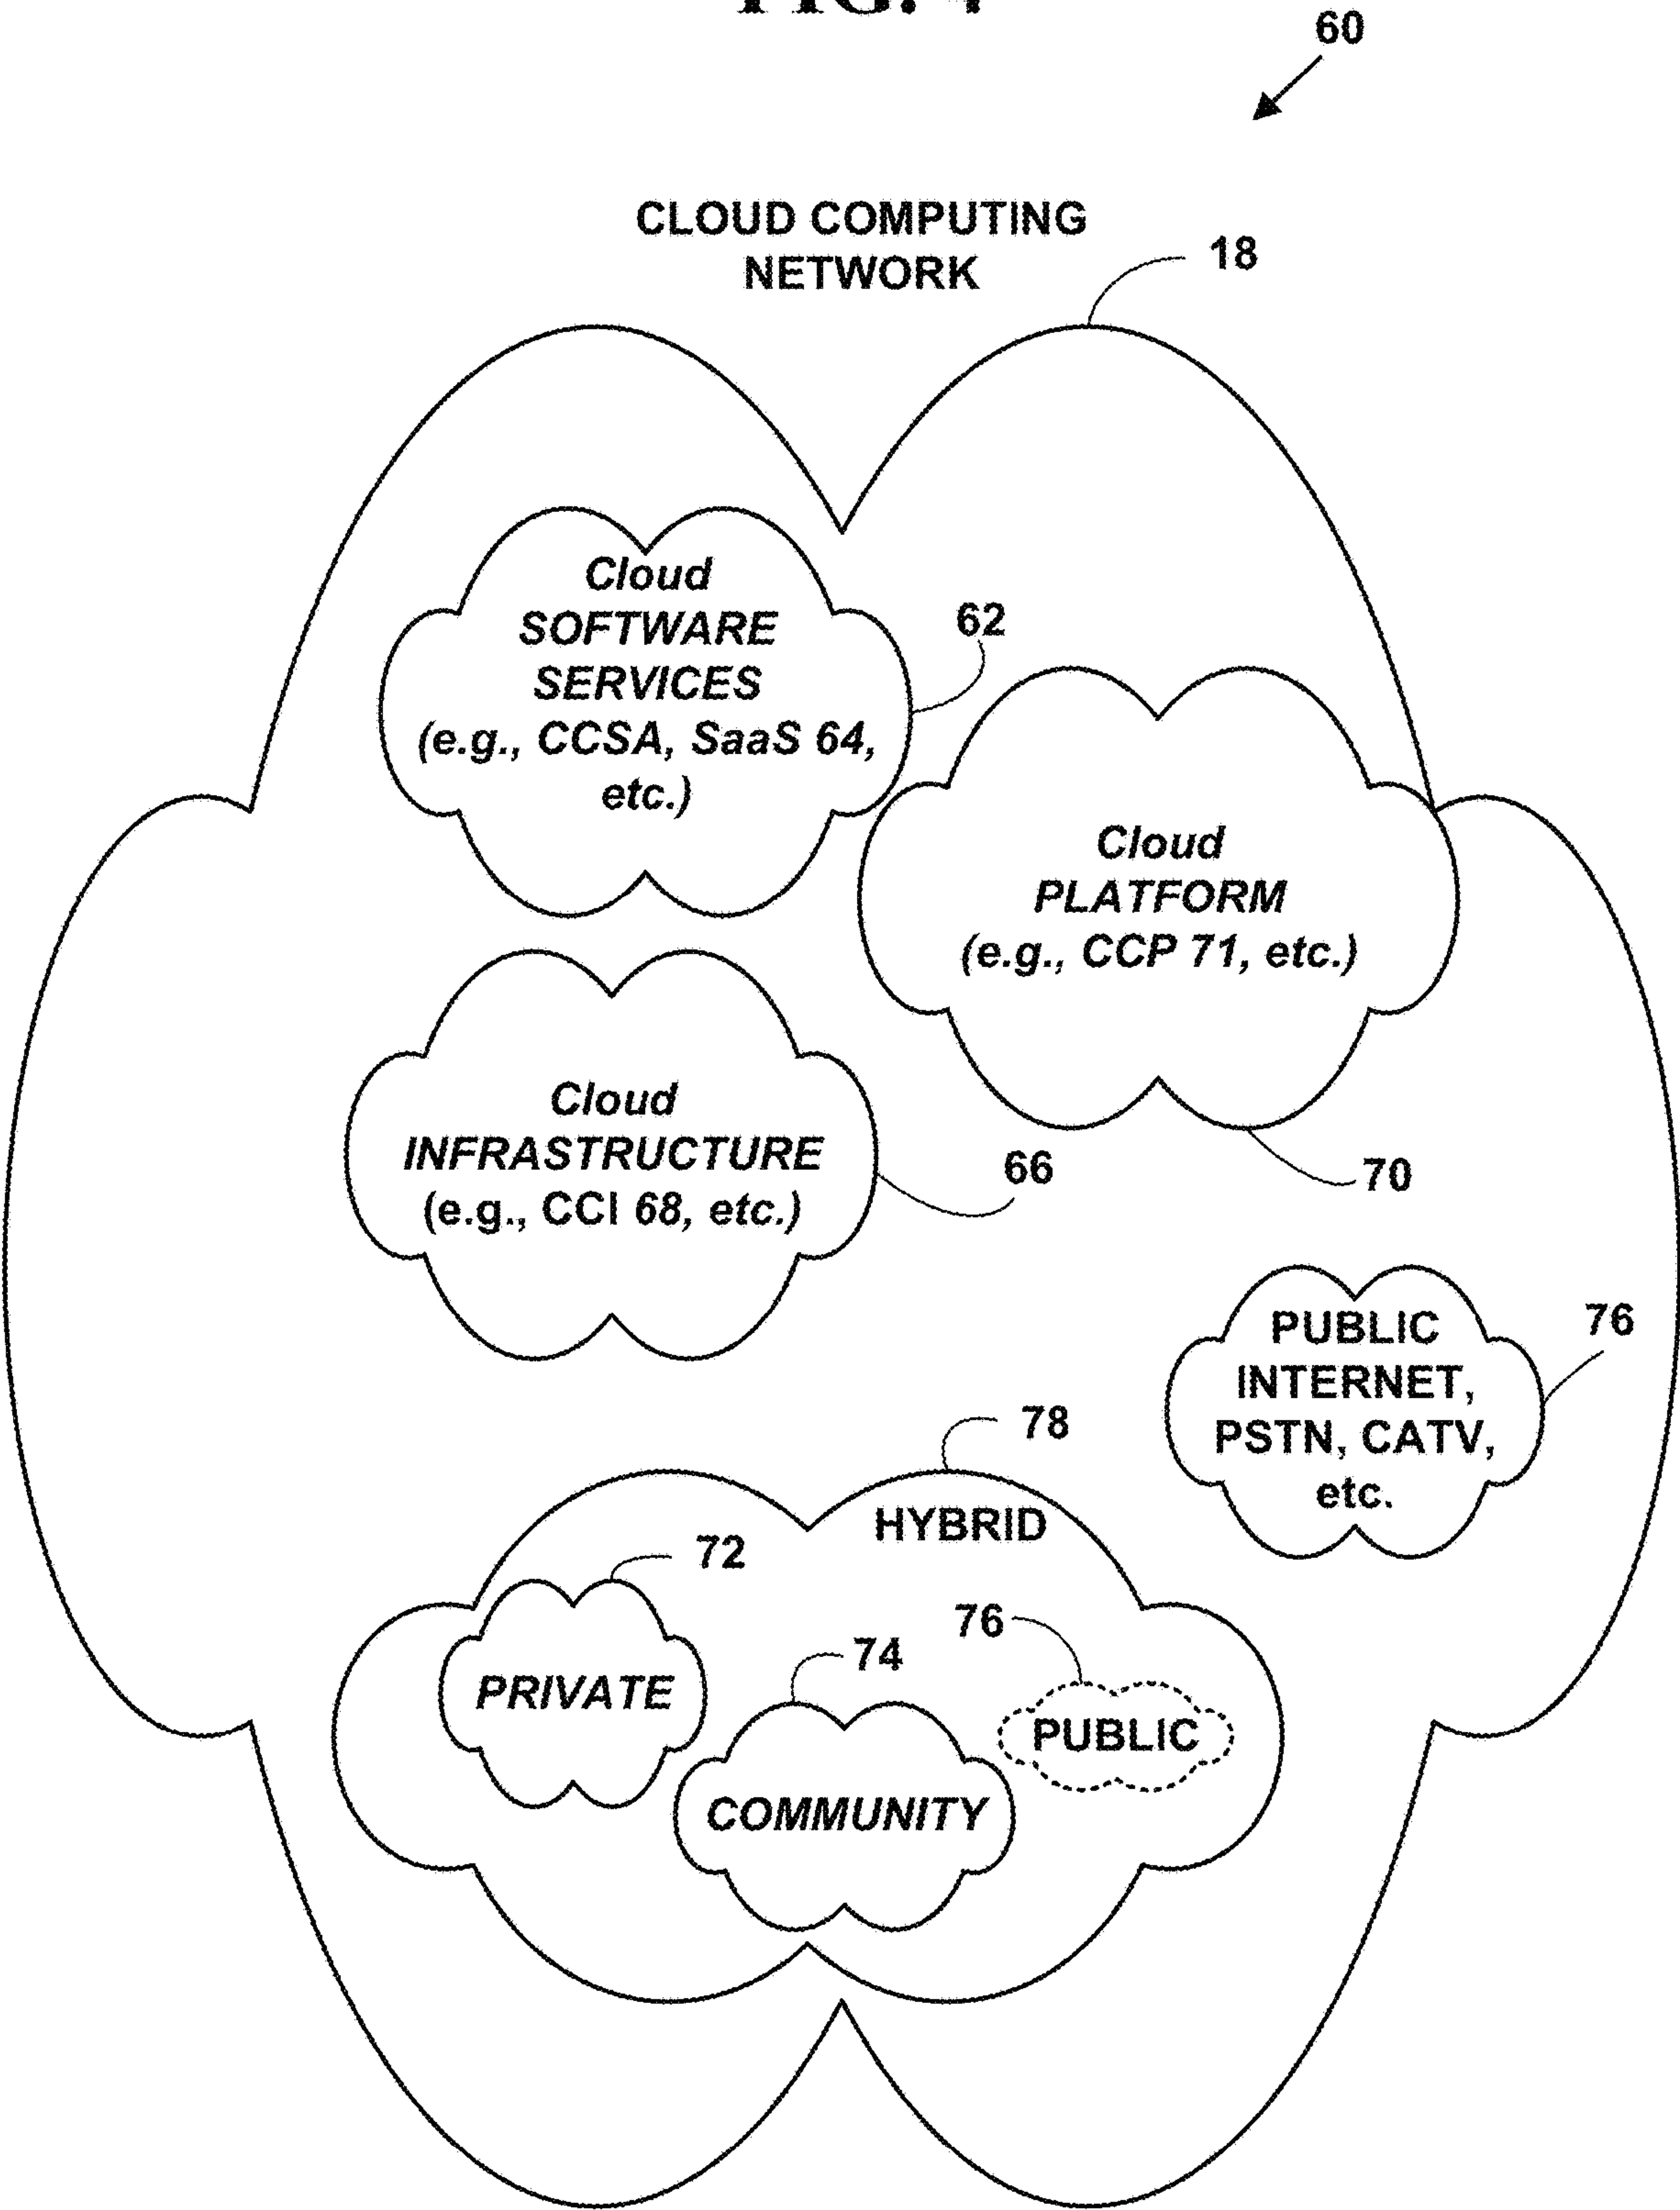 FIG. 4
60
CLOUD COMPUTING
NETWORK
18
Cloud
SOFTWARE
SERVICES
(e.g., CCSA, SaaS 64,
etc.)
62
Cloud
PLATFORM
(e.g., CCP 71, etc.)
70
Cloud
INFRASTRUCTURE
(e.g., CCI 68, etc.)
66
PUBLIC
INTERNET,
PSTN, CATV,
etc.
76
78
HYBRID
72
PRIVATE
74
COMMUNITY
76
PUBLIC